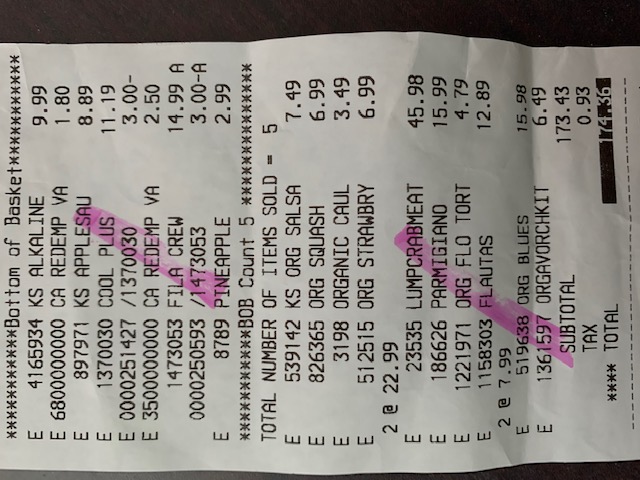 ***********Bottom of Basket***********
E 4165934 KS ALKALINE 9.99
E 6800000000 CA REDEMP VA 1.80
E 897971 KS APPLESAU 8.89
E 1370030 COOL PLUS 11.19
E 0000251427 /1370030 3.00-
E 3500000000 CA REDEMP VA 2.50
1473053 FILA CREW 14.99 A
0000250593 /1473053 3.00-A
E 8789 PINEAPPLE 2.99
***********BOB Count 5 **************
TOTAL NUMBER OF ITEMS SOLD = 5
E 539142 KS ORG SALSA 7.49
E 826365 ORG SQUASH 6.99
E 3198 ORGANIC CAUL 3.49
E 512515 ORG STRAWBRY 6.99
2 @ 22.99
E 23535 LUMPCRABMEAT 45.98
E 186626 PARMIGIANO 15.99
E 1221971 ORG FLO TORT 4.79
E 1158303 FLAUTAS 12.89
2 @ 7.99
E 519638 ORG BLUES 15.98
E 1361597 ORGAVORCHKIT 6.49
SUBTOTAL 173.43
TAX 0.93
**** TOTAL 174.36